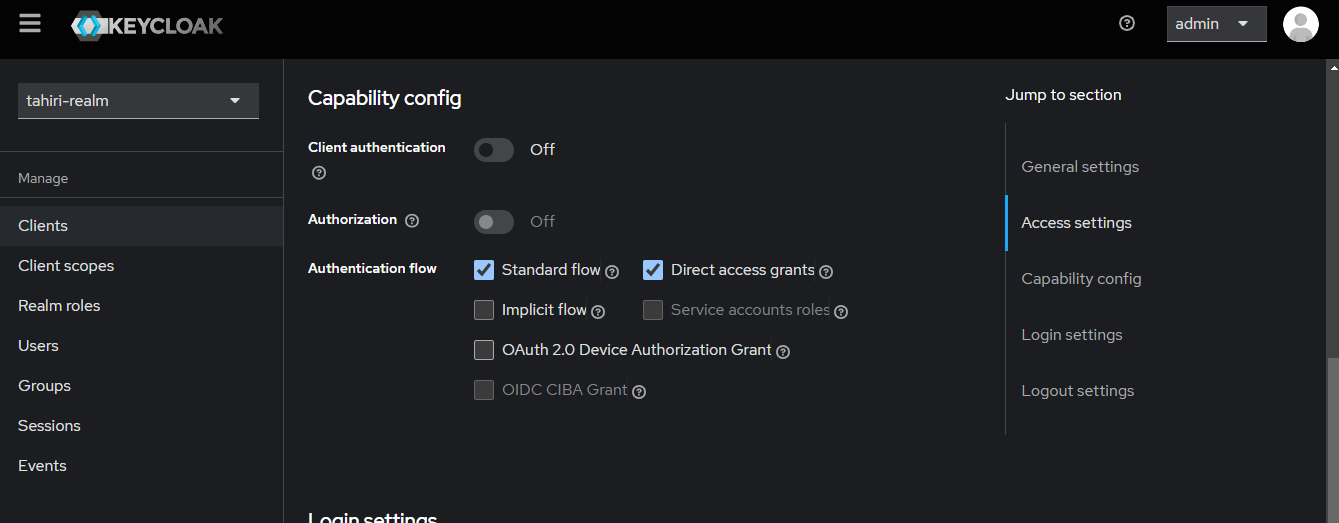 KEYCLOAK
admin
tahiri-realm
Manage
Clients
Client scopes
Realm roles
Users
Groups
Sessions
Events
Capability config
Client authentication
Off
Authorization
Off
Authentication flow
Standard flow
Direct access grants
Implicit flow
Service accounts roles
OAuth 2.0 Device Authorization Grant
OIDC CIBA Grant
Login settings
Jump to section
General settings
Access settings
Capability config
Login settings
Logout settings